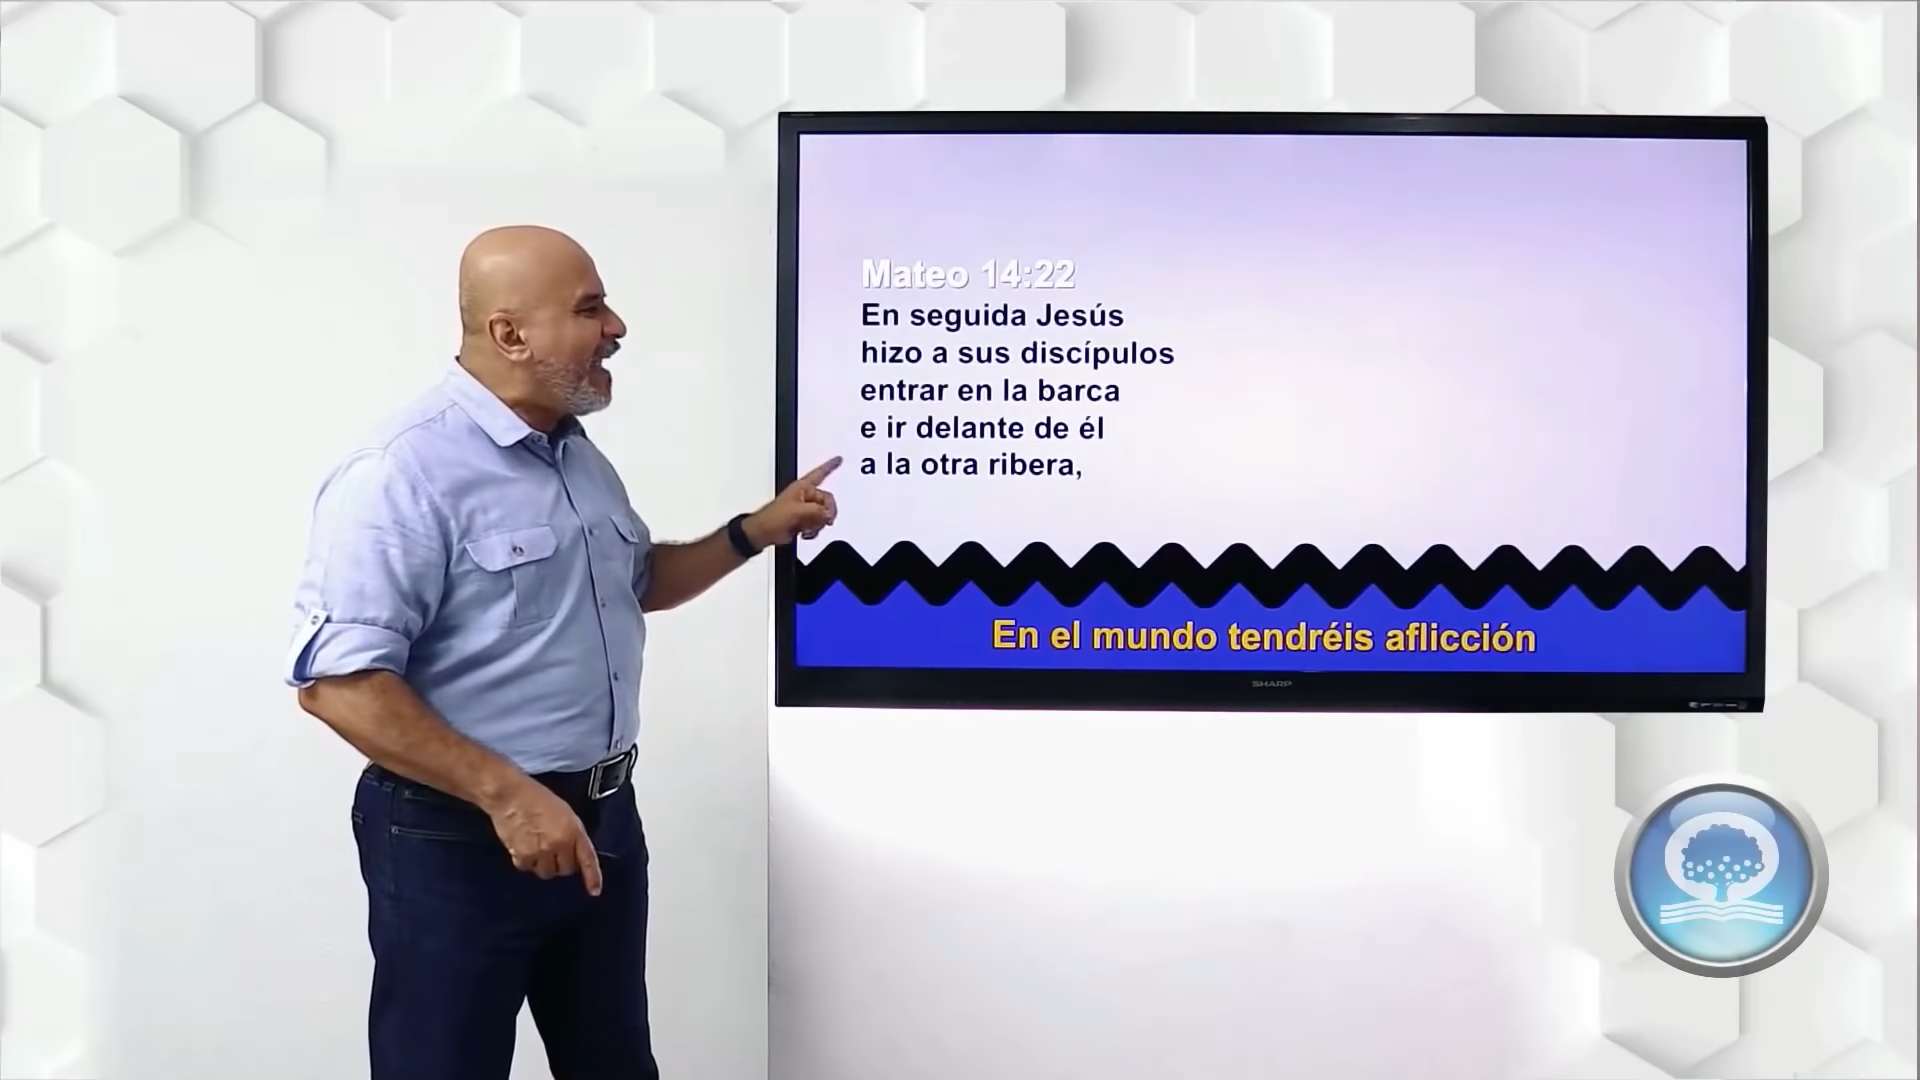 Mateo 14:22
En seguida Jesús
hizo a sus discípulos
entrar en la barca
e ir delante de él
a la otra ribera,
En el mundo tendréis aflicción
SHARP